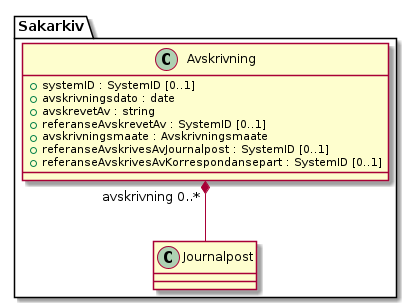 Sakarkiv
C Avskrivning
systemID : SystemID [0..1]
avskrivningsdato : date
avskrevetAv : string
referanseAvskrevetAv : SystemID [0..1]
avskrivningsmaate : Avskrivningsmaate
referanseAvskrivesAvJournalpost : SystemID [0..1]
referanseAvskrivesAvKorrespondansepart : SystemID [0..1]
avskrivning 0..*
C Journalpost